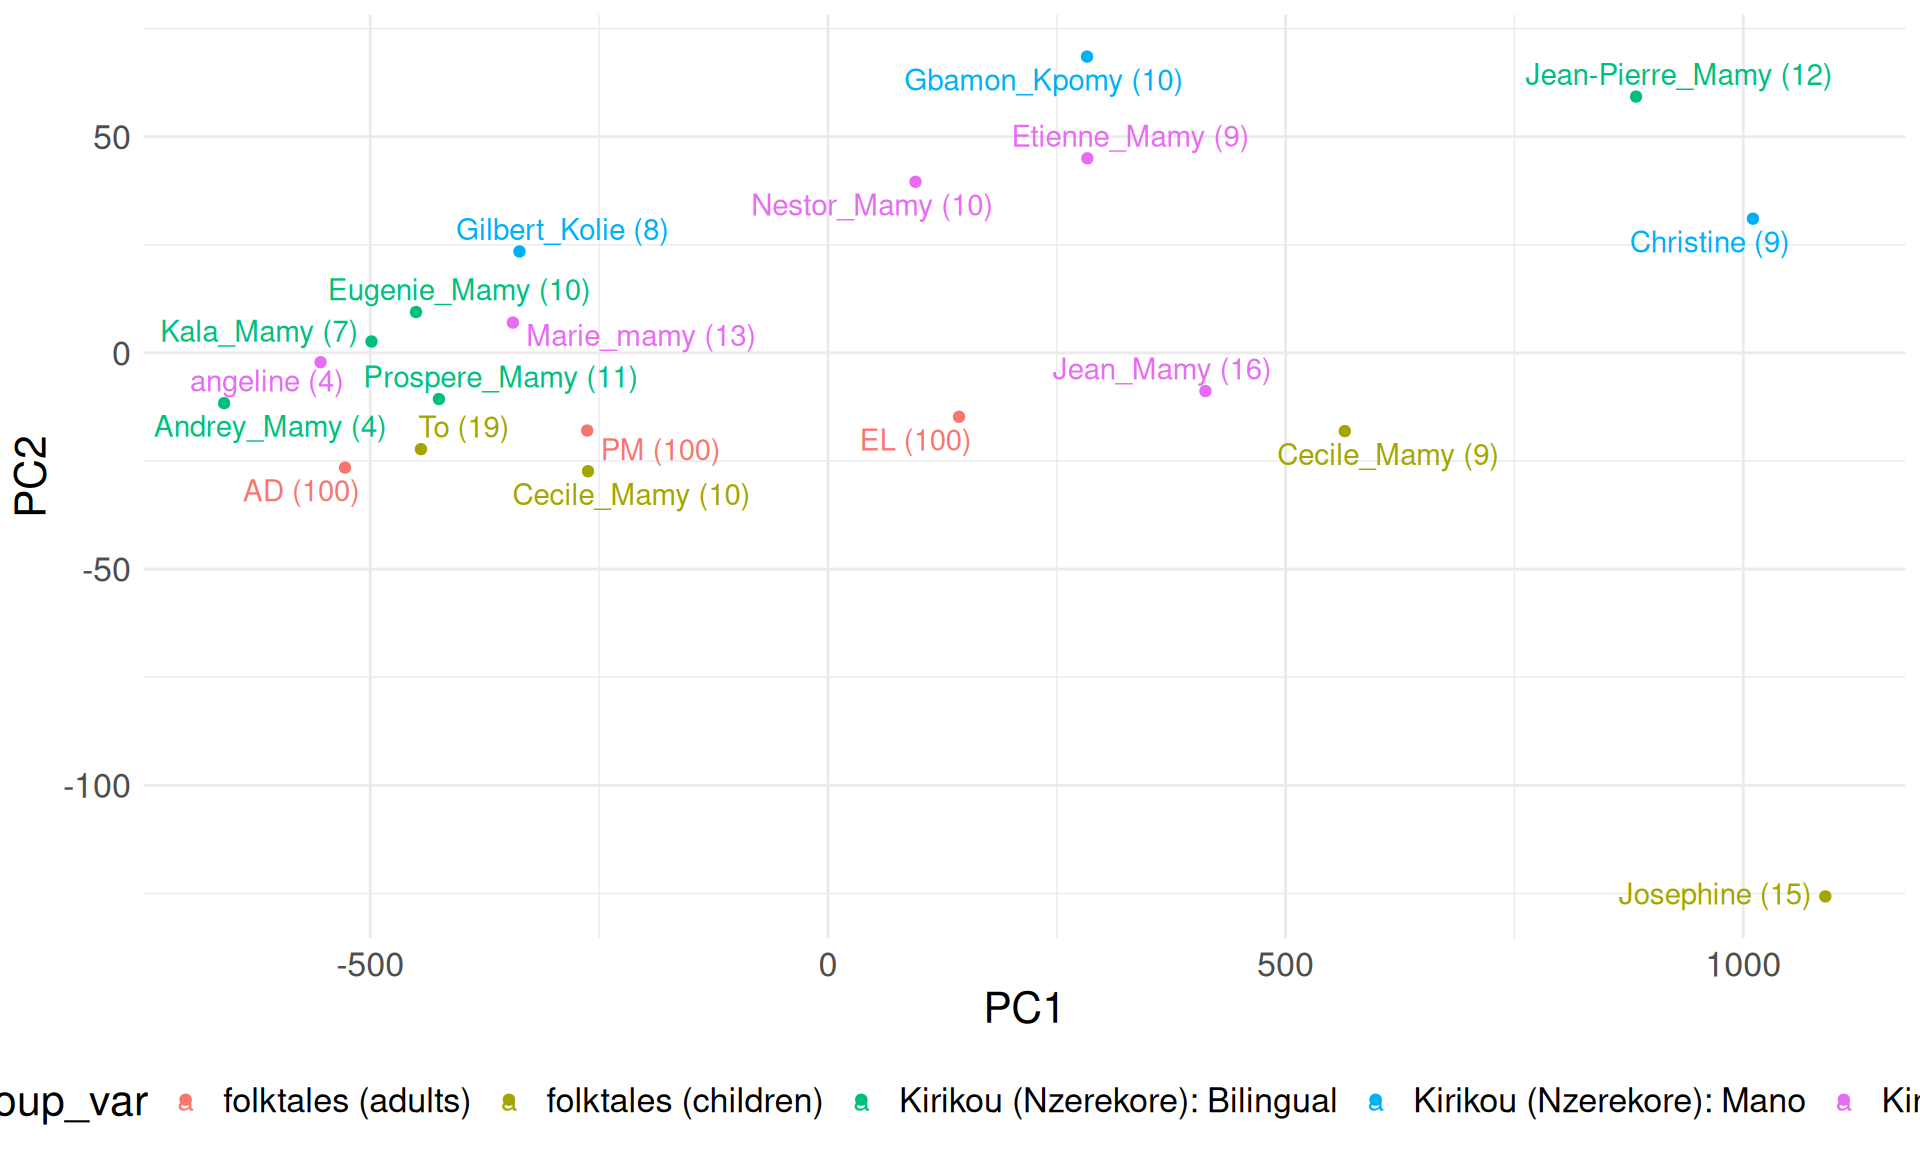 Gbamon_Kpomy (10)
Jean-Pierre_Mamy (12)
50
Etienne_Mamy (9)
Nestor_Mamy (10)
Gilbert_Kolie (8)
Christine (9)
Eugenie_Mamy (10)
Kala_Mamy (7)
Marie_mamy (13)
0
angeline (4)
Prospere_Mamy (11)
Jean_Mamy (16)
Andrey_Mamy (4)
To (19)
PM (100)
EL (100)
Cecile_Mamy (9)
AD (100)
Cecile_Mamy (10)
PC2
-50
-100
Josephine (15)
-500 0 500 1000
PC1
oup_var a folktales (adults) a folktales (children) a Kirikou (Nzerekore): Bilingual a Kirikou (Nzerekore): Mano a Kir